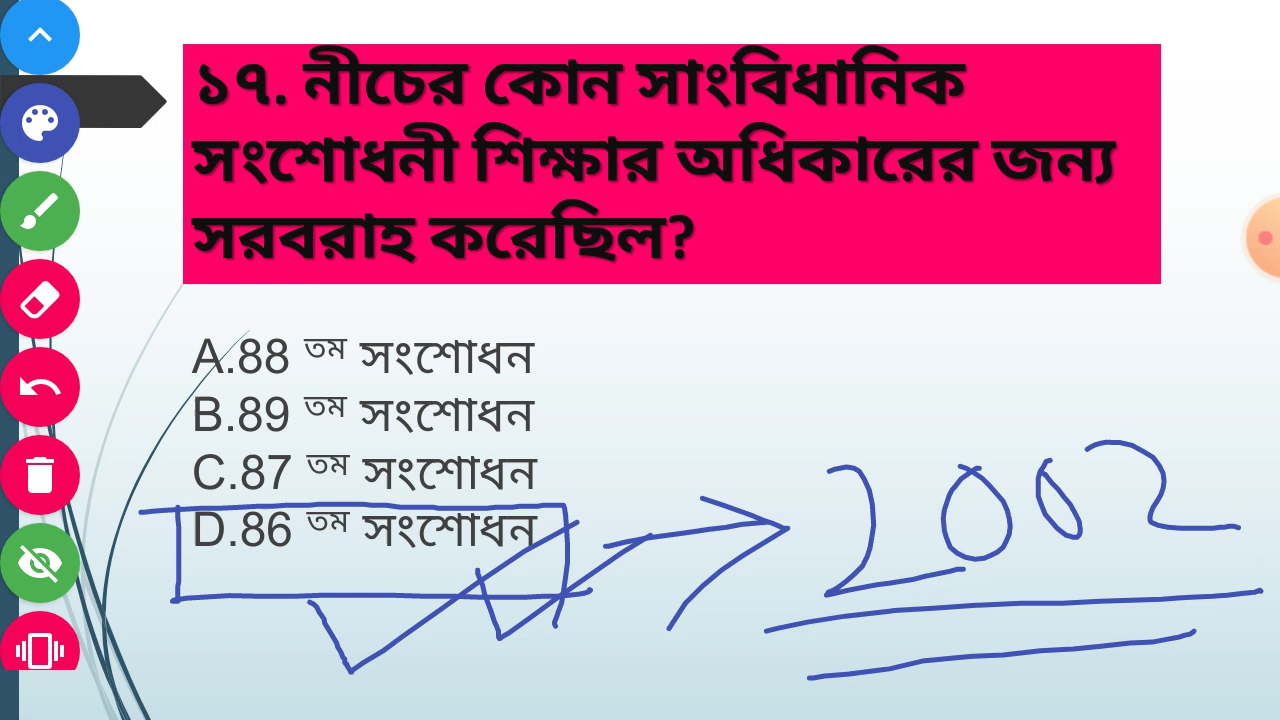 ১৭. নীচের কোন সাংবিধানিক
সংশোধনী শিক্ষার অধিকারের জন্য
সরবরাহ করেছিল?
A.88 তম সংশোধন
B.89 তম সংশোধন
C.87 তম সংশোধন
D.86 তম সংশোধন
2002